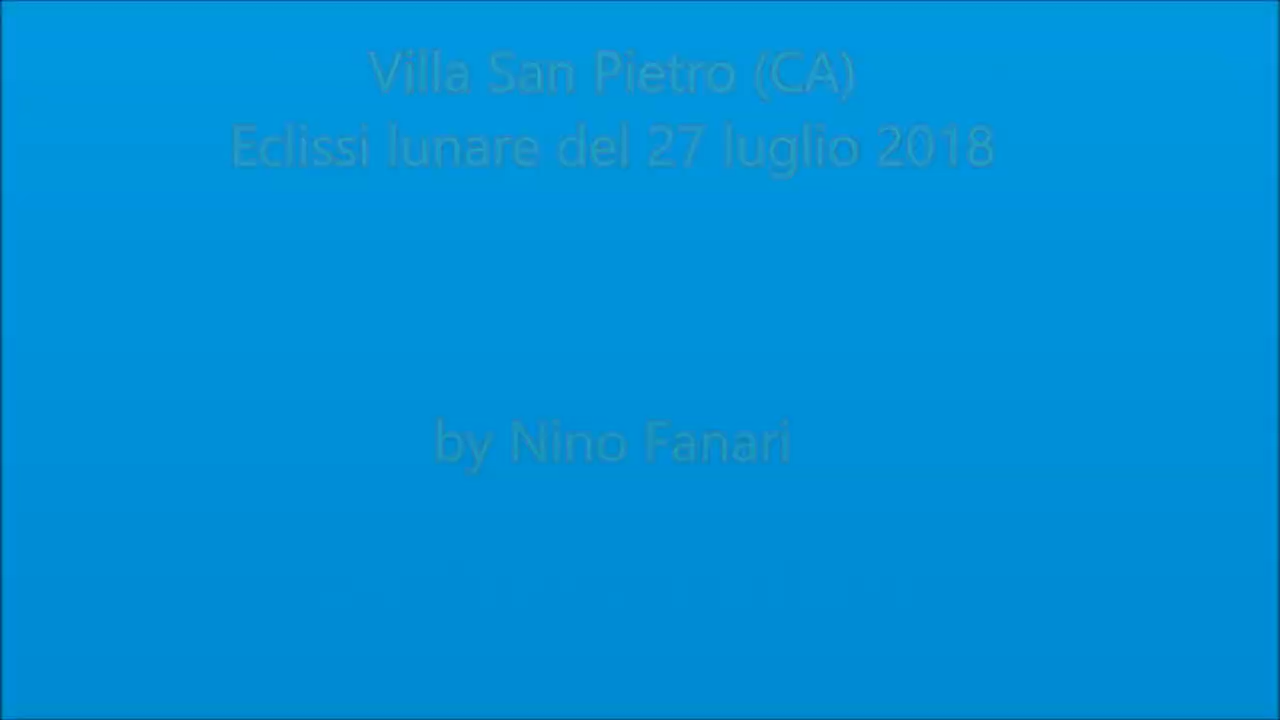 Villa San Pietro (CA)
Eclissi lunare del 27 luglio 2018
by Nino Fanari